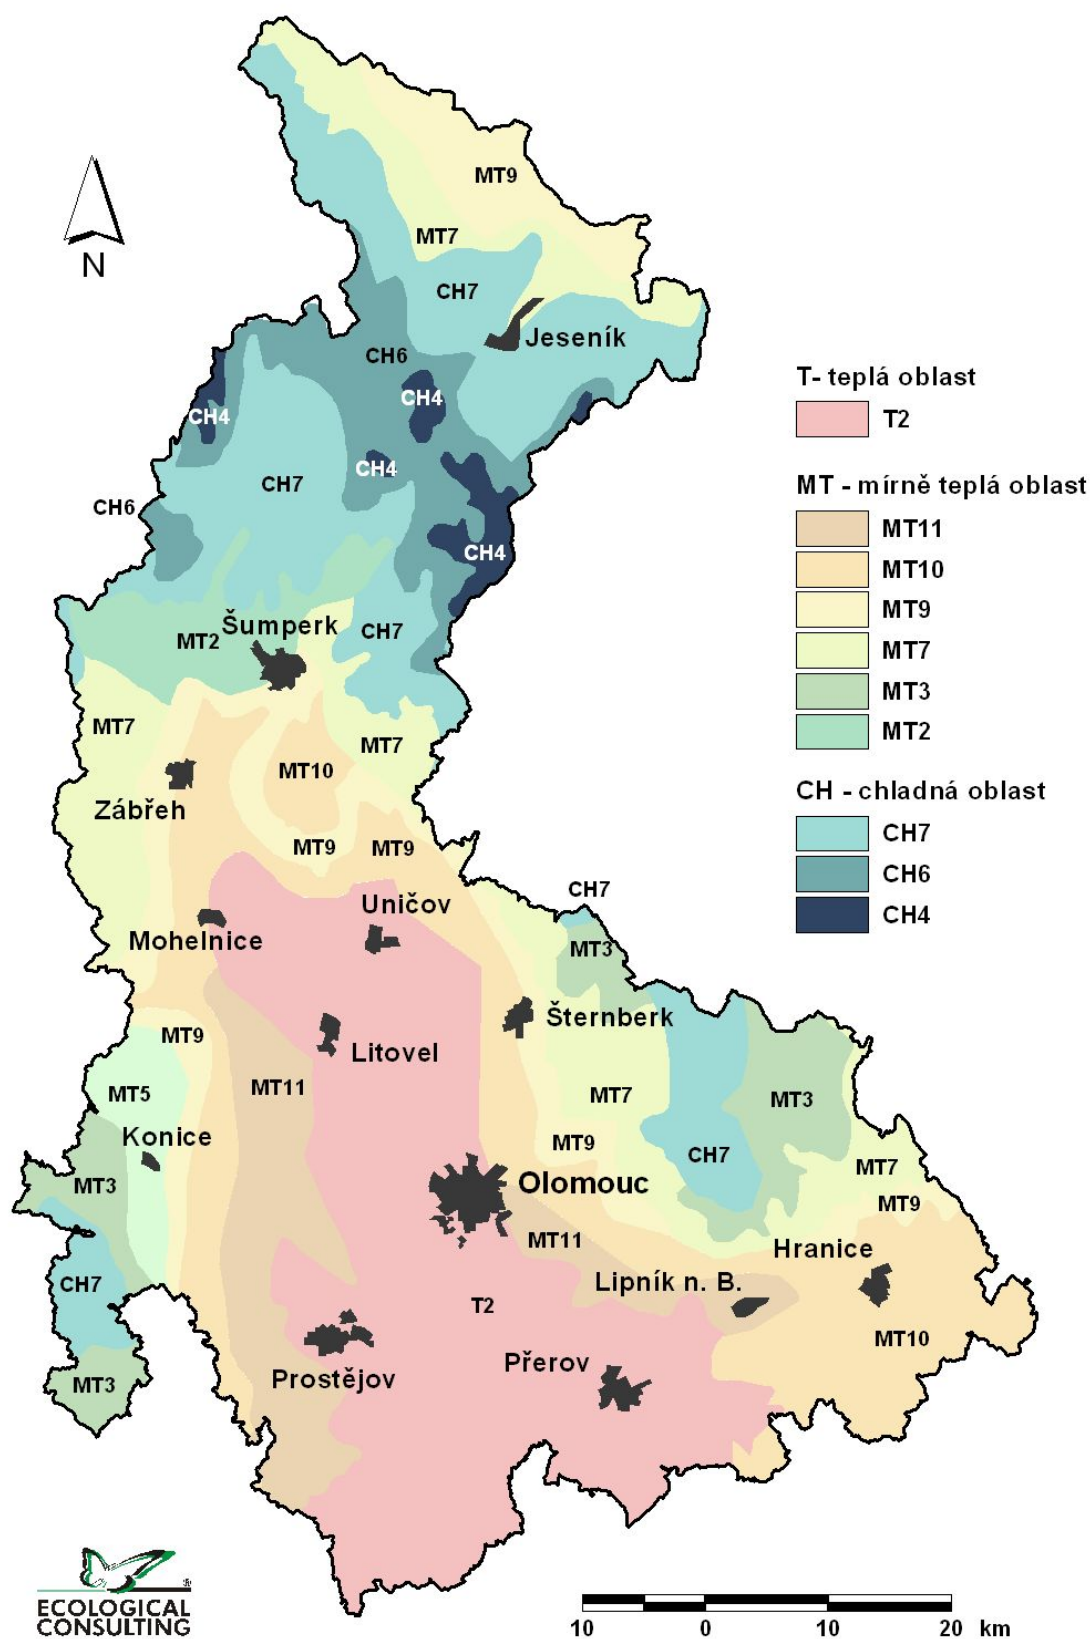 MT9
MT7
N
CH7
Jeseník
CH6
CH4
CH4
CH4
CH7
CH6
CH4
Šumperk
CH7
MT2
MT7
MT7
MT10
Zábřeh
MT9
MT9
CH7
Uničov
Mohelnice
MT3
Šternberk
MT9
Litovel
MT11
MT5
MT7
MT3
Konice
MT9
CH7
MT7
MT3
Olomouc
MT9
MT11
Hranice
CH7
Lipník n. B.
T2
MT10
Přerov
Prostějov
MT3
T- teplá oblast
T2
MT - mírně teplá oblast
MT11
MT10
MT9
MT7
MT3
MT2
CH - chladná oblast
CH7
CH6
CH4
®
ECOLOGICAL
CONSULTING
10 0 10 20 km